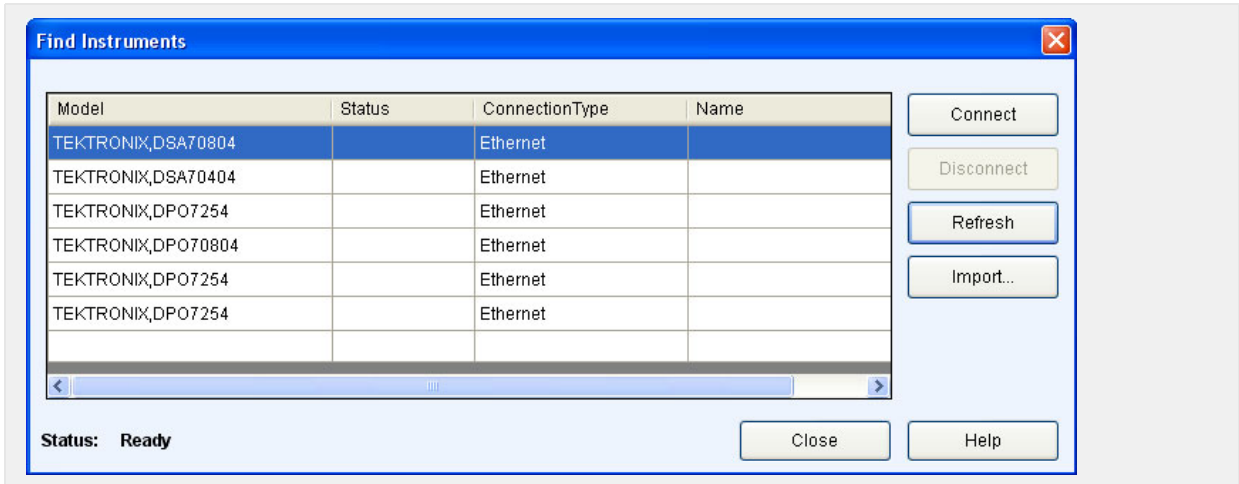 Find Instruments
Model Status ConnectionType Name
TEKTRONIX,DSA70804 Ethernet
TEKTRONIX,DSA70404 Ethernet
TEKTRONIX,DPO7254 Ethernet
TEKTRONIX,DPO70804 Ethernet
TEKTRONIX,DPO7254 Ethernet
TEKTRONIX,DPO7254 Ethernet
Connect
Disconnect
Refresh
Import...
Status: Ready
Close
Help